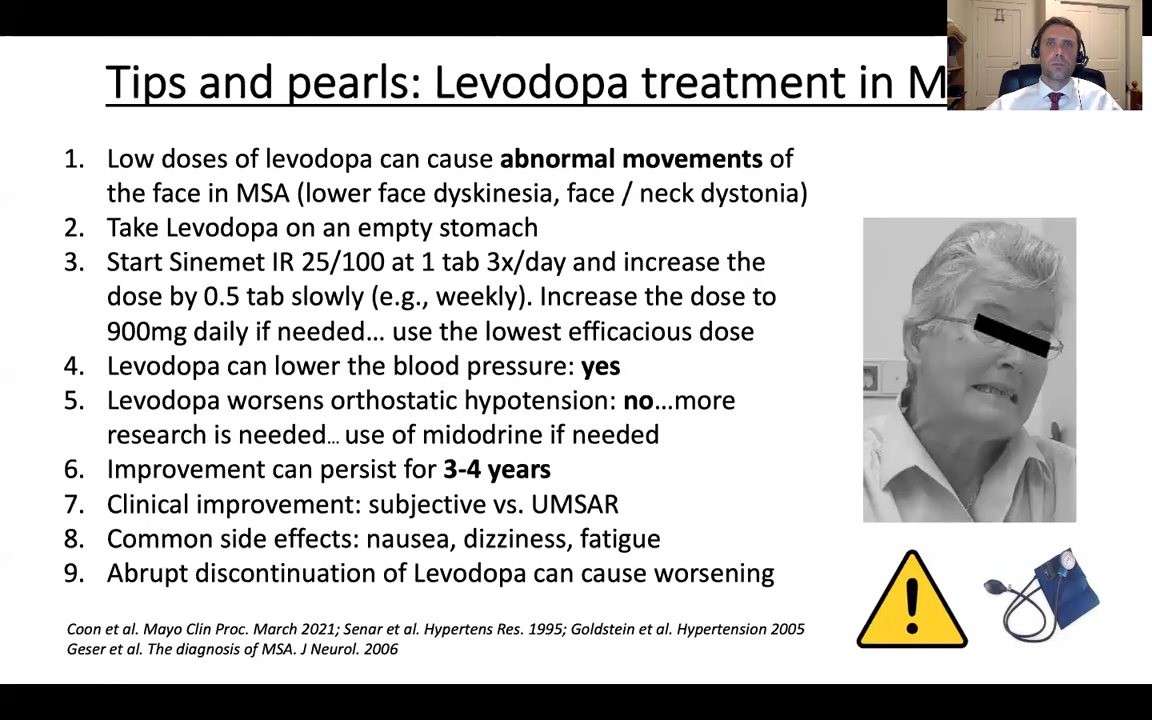 Tips and pearls: Levodopa treatment in M
1. Low doses of levodopa can cause abnormal movements of
the face in MSA (lower face dyskinesia, face / neck dystonia)
2. Take Levodopa on an empty stomach
3. Start Sinemet IR 25/100 at 1 tab 3x/day and increase the
dose by 0.5 tab slowly (e.g., weekly). Increase the dose to
900mg daily if needed… use the lowest efficacious dose
4. Levodopa can lower the blood pressure: yes
5. Levodopa worsens orthostatic hypotension: no…more
research is needed… use of midodrine if needed
6. Improvement can persist for 3-4 years
7. Clinical improvement: subjective vs. UMSAR
8. Common side effects: nausea, dizziness, fatigue
9. Abrupt discontinuation of Levodopa can cause worsening
Coon et al. Mayo Clin Proc. March 2021; Senar et al. Hypertens Res. 1995; Goldstein et al. Hypertension 2005
Geser et al. The diagnosis of MSA. J Neurol. 2006